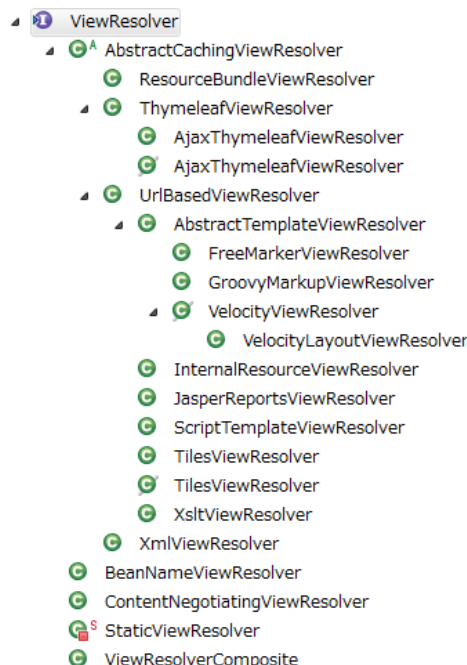 ViewResolver
AbstractCachingViewResolver
ResourceBundleViewResolver
ThymeleafViewResolver
AjaxThymeleafViewResolver
AjaxThymeleafViewResolver
UrlBasedViewResolver
AbstractTemplateViewResolver
FreeMarkerViewResolver
GroovyMarkupViewResolver
VelocityViewResolver
VelocityLayoutViewResolver
InternalResourceViewResolver
JasperReportsViewResolver
ScriptTemplateViewResolver
TilesViewResolver
TilesViewResolver
XsltViewResolver
XmlViewResolver
BeanNameViewResolver
ContentNegotiatingViewResolver
StaticViewResolver
ViewResolverComposite